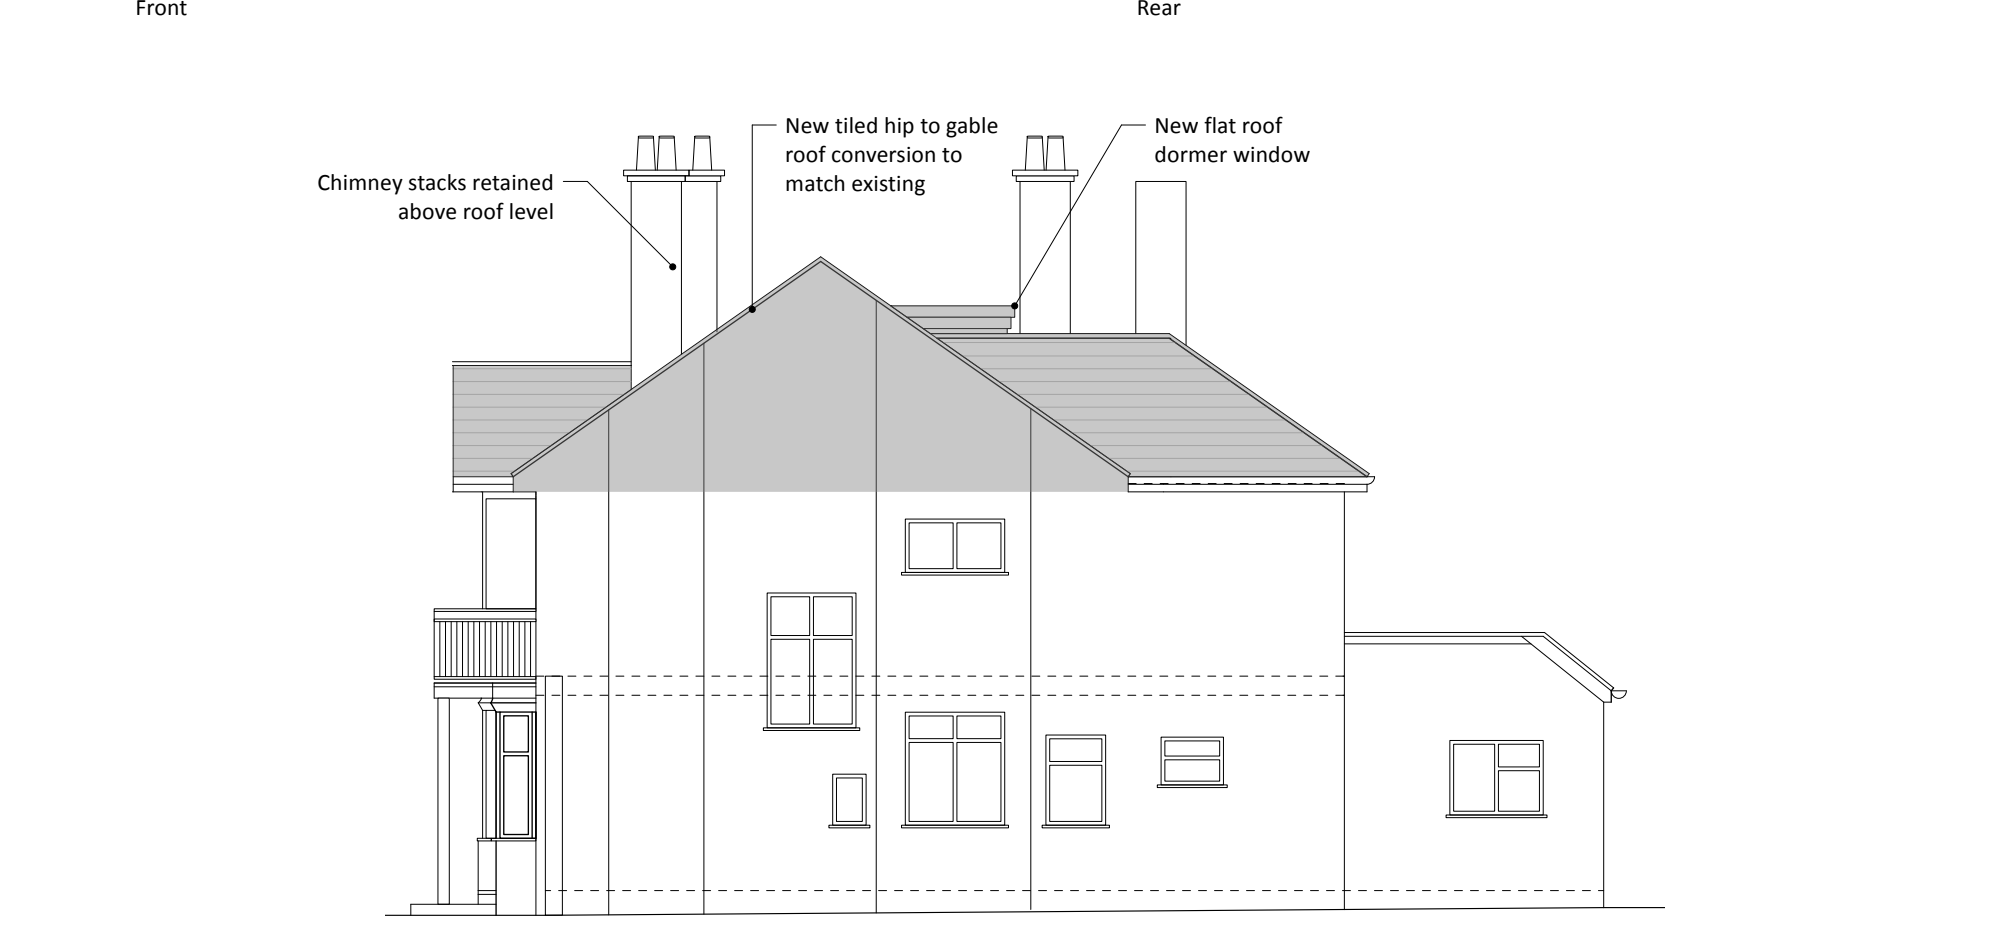 Front
Rear
New tiled hip to gable
roof conversion to
match existing
New flat roof
dormer window
Chimney stacks retained
above roof level